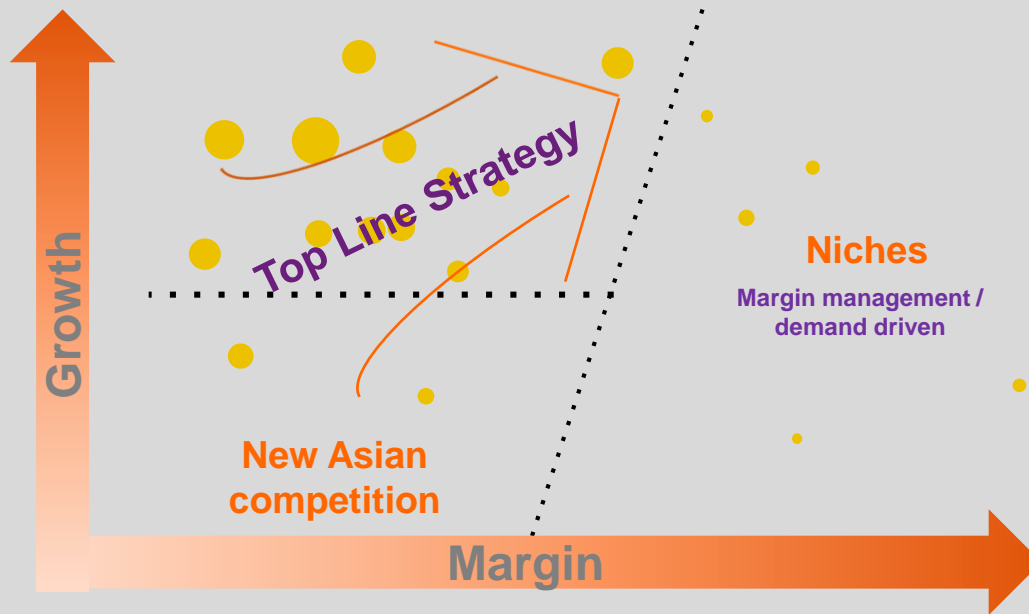 Top Line Strategy
Growth
Niches
Margin management /
demand driven
New Asian
competition
Margin